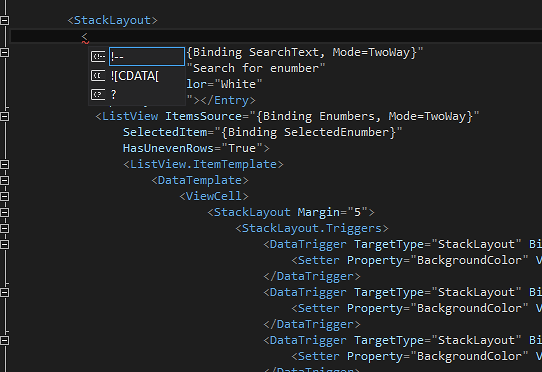 <StackLayout>
<
!--
{Binding SearchText, Mode=TwoWay}"
![CDATA[
"Search for enumber"
?
lor="White"
"></Entry>
<ListView ItemsSource="{Binding Enumbers, Mode=TwoWay}"
SelectedItem="{Binding SelectedEnumber}"
HasUnevenRows="True">
<ListView.ItemTemplate>
<DataTemplate>
<ViewCell>
<StackLayout Margin="5">
<StackLayout.Triggers>
<DataTrigger TargetType="StackLayout" Bi
<Setter Property="BackgroundColor" V
</DataTrigger>
<DataTrigger TargetType="StackLayout" Bi
<Setter Property="BackgroundColor" V
</DataTrigger>
<DataTrigger TargetType="StackLayout" Bi
<Setter Property="BackgroundColor" V